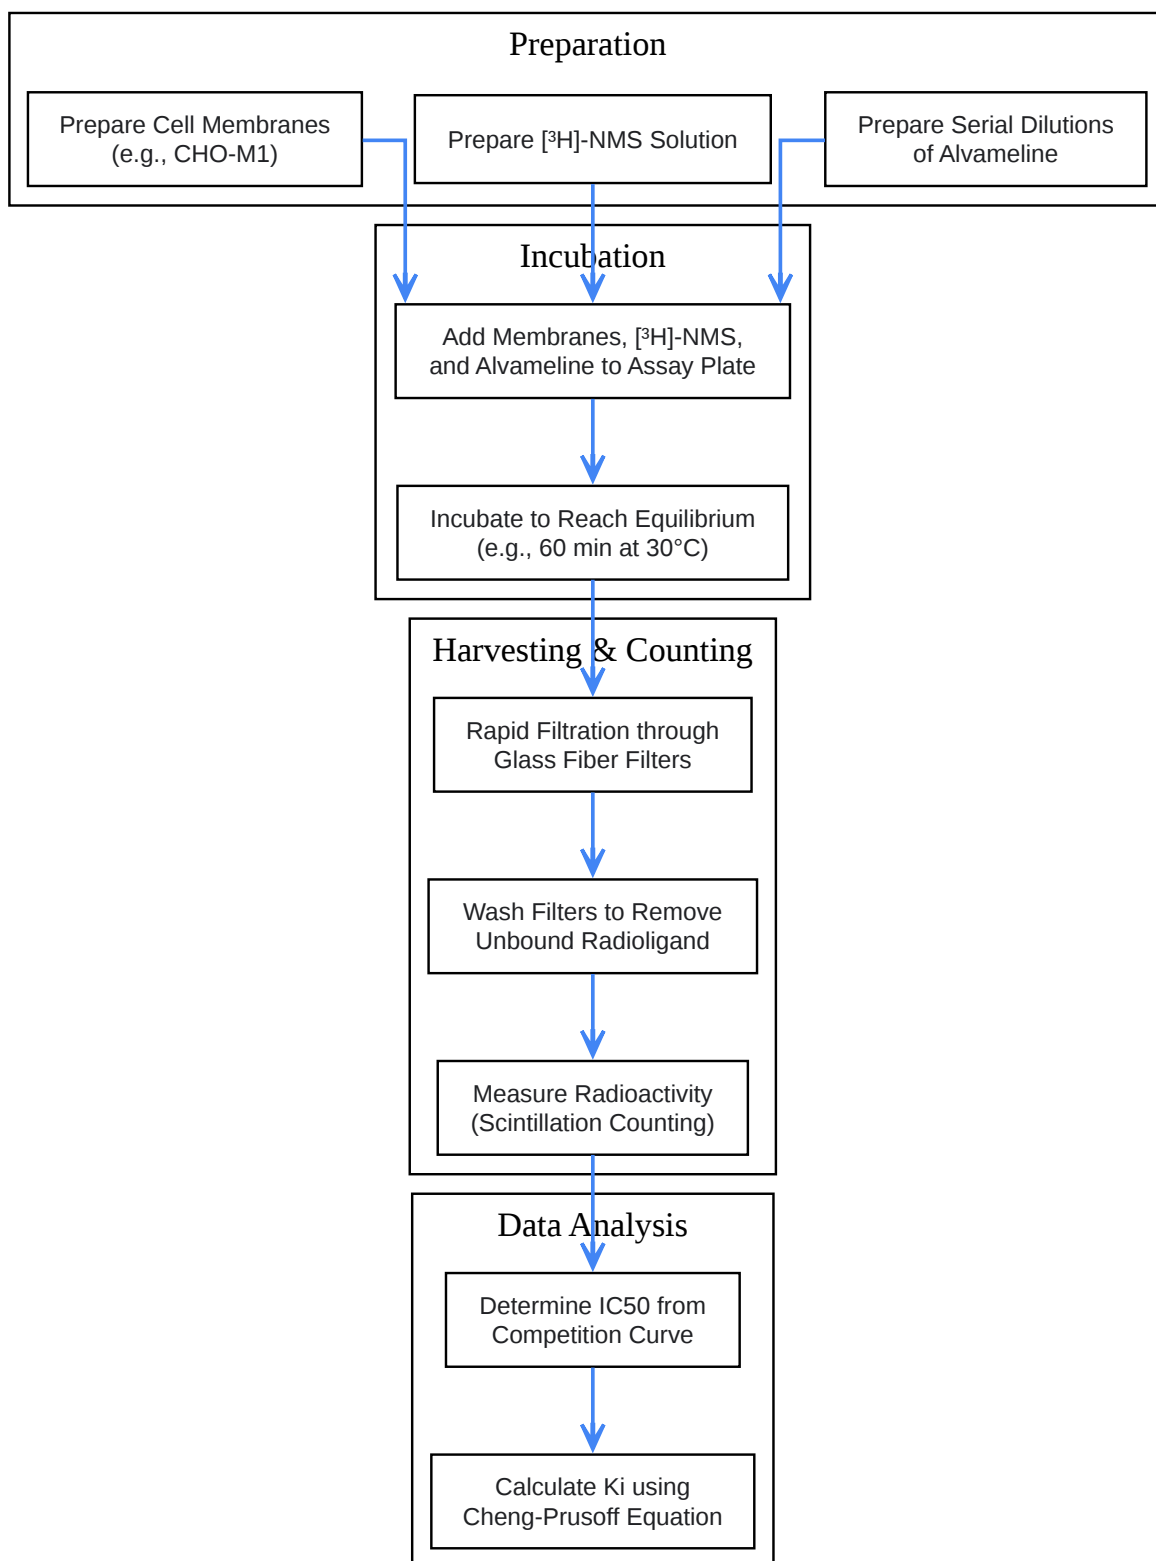 Preparation
Prepare Cell Membranes
(e.g., CHO-M1)
Prepare [³H]-NMS Solution
Prepare Serial Dilutions
of Alvameline
Incubation
Add Membranes, [³H]-NMS,
and Alvameline to Assay Plate
Incubate to Reach Equilibrium
(e.g., 60 min at 30°C)
Harvesting & Counting
Rapid Filtration through
Glass Fiber Filters
Wash Filters to Remove
Unbound Radioligand
Measure Radioactivity
(Scintillation Counting)
Data Analysis
Determine IC50 from
Competition Curve
Calculate Ki using
Cheng-Prusoff Equation